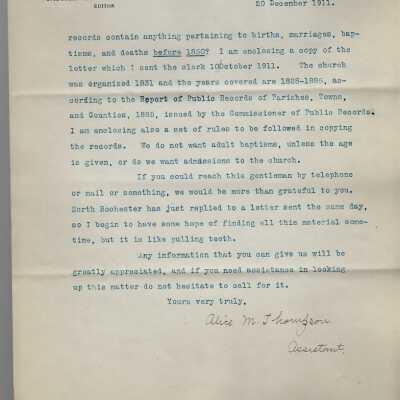 EDITOR
20 December 1911.
records contain anything pertaining to births, marriages, bap-
tisms, and deaths before 1850? I am enclosing a copy of the
letter which I sent the clerk 10 October 1911. The church
was organized 1831 and the years covered are 1828-1885, ac-
cording to the Report of Public Records of Parishes, Towns,
and Counties, 1885, issued by the Commissioner of Public Records.
I am enclosing also a set of rules to be followed in copying
the records. We do not want adult baptisms, unless the age
is given, or do we want admissions to the church.
If you could reach this gentleman by telephone
or mail or something, we would be more than grateful to you.
North Rochester has just replied to a letter sent the same day,
so I begin to have some hope of finding all this material some-
time, but it is like pulling teeth.
Any information that you can give us will be
greatly appreciated, and if you need assistance in looking
up this matter do not hesitate to call for it.
Yours very truly,
Alice M. Thompson
Assistant.